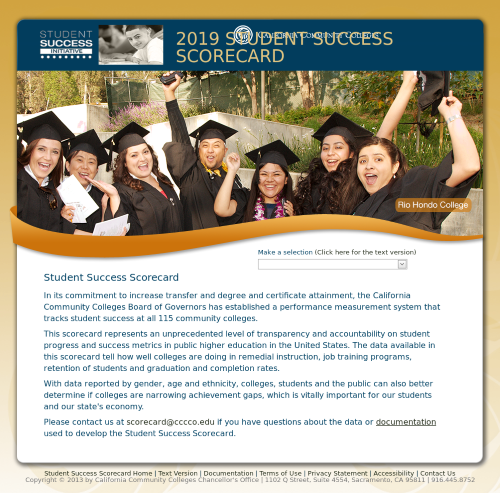 STUDENT
SUCCESS
INITIATIVE
2019 STUDENT SUCCESS
SCORECARD
CALIFORNIA COMMUNITY COLLEGES
Rio Hondo College
Make a selection (Click here for the text version)
Student Success Scorecard
In its commitment to increase transfer and degree and certificate attainment, the California
Community Colleges Board of Governors has established a performance measurement system that
tracks student success at all 115 community colleges.
This scorecard represents an unprecedented level of transparency and accountability on student
progress and success metrics in public higher education in the United States. The data available in
this scorecard tell how well colleges are doing in remedial instruction, job training programs,
retention of students and graduation and completion rates.
With data reported by gender, age and ethnicity, colleges, students and the public can also better
determine if colleges are narrowing achievement gaps, which is vitally important for our students
and our state's economy.
Please contact us at scorecard@cccco.edu if you have questions about the data or documentation
used to develop the Student Success Scorecard.
Student Success Scorecard Home | Text Version | Documentation | Terms of Use | Privacy Statement | Accessibility | Contact Us
Copyright © 2013 by California Community Colleges Chancellor's Office | 1102 Q Street, Suite 4554, Sacramento, CA 95811 | 916.445.8752